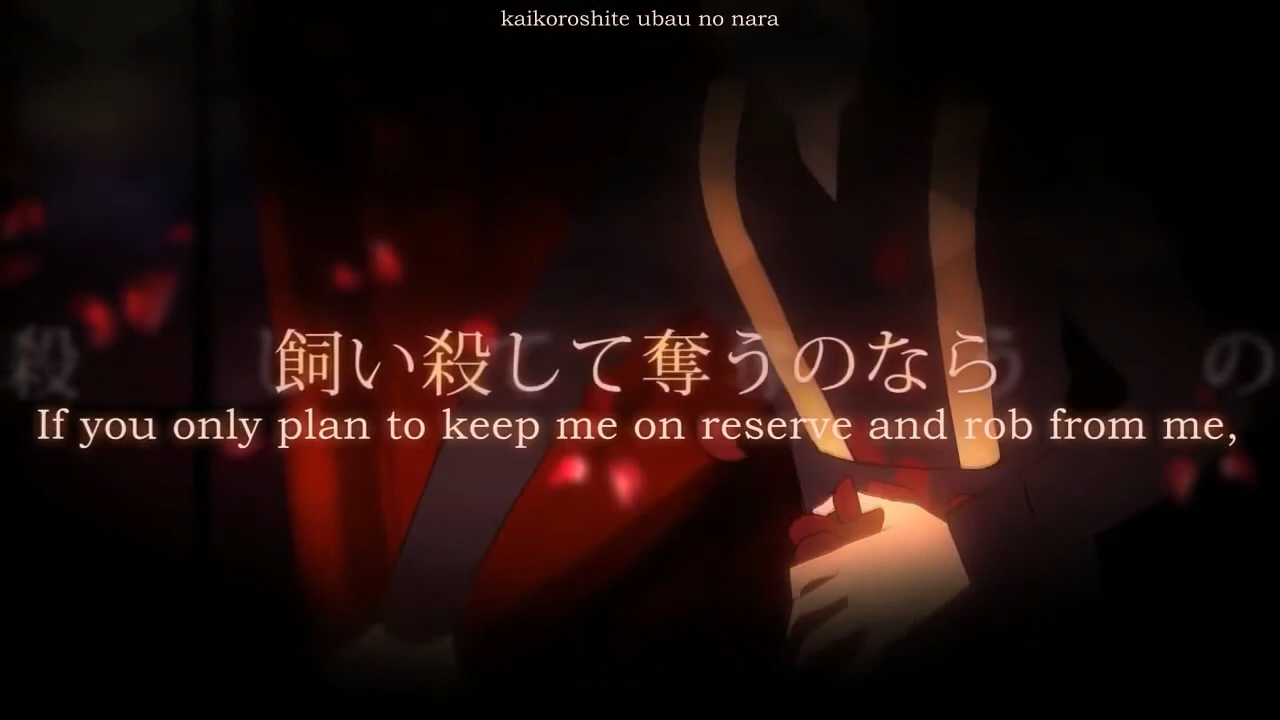 kaikoroshite ubau no nara
飼い殺して奪うのなら
If you only plan to keep me on reserve and rob from me,